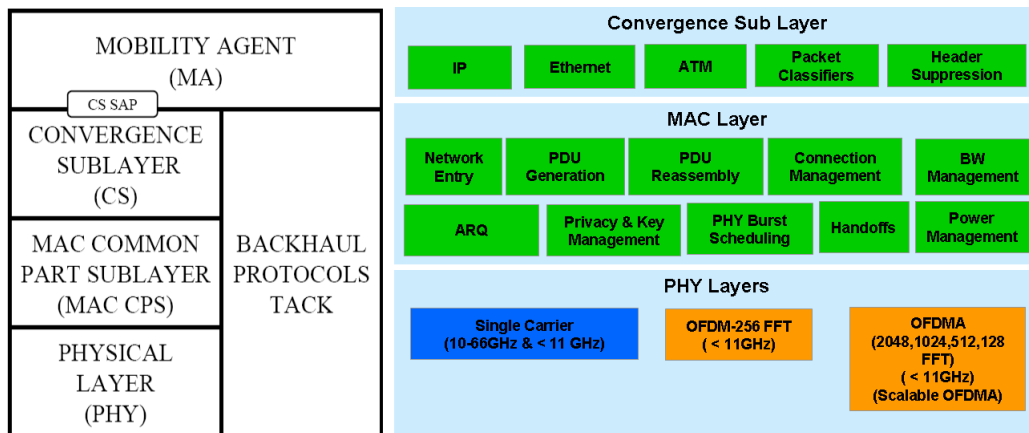 MOBILITY AGENT
(MA)
CS SAP
CONVERGENCE
SUBLAYER
(CS)
MAC COMMON
PART SUBLAYER
(MAC CPS)
PHYSICAL
LAYER
(PHY)
BACKHAUL
PROTOCOLS
TACK
Convergence Sub Layer
IP
Ethernet
ATM
Packet
Classifiers
Header
Suppression
MAC Layer
Network
Entry
PDU
Generation
PDU
Reassembly
Connection
Management
BW
Management
ARQ
Privacy & Key
Management
PHY Burst
Scheduling
Handoffs
Power
Management
PHY Layers
Single Carrier
(10-66GHz & < 11 GHz)
OFDM-256 FFT
( < 11GHz)
OFDMA
(2048,1024,512,128
FFT)
( < 11GHz)
(Scalable OFDMA)